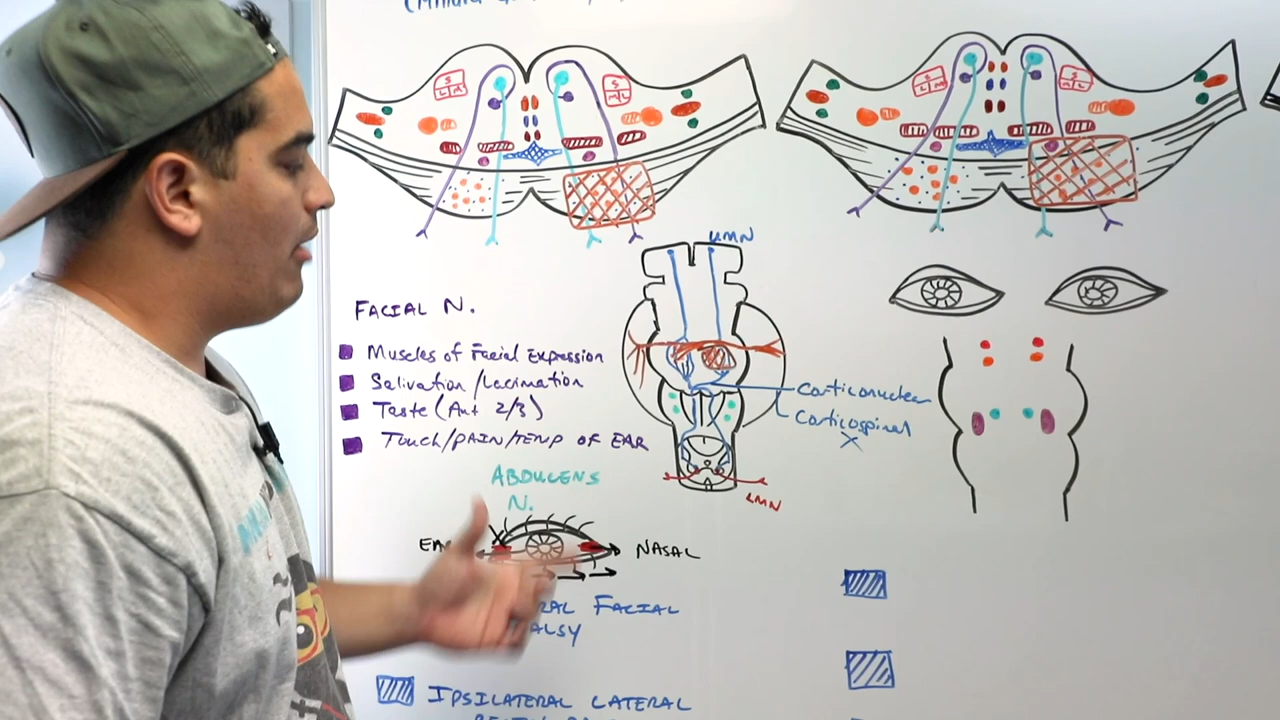 UMN
FACIAL N.
Muscles of Facial Expression
Salivation/Lacrimation
Taste (Ant 2/3)
Touch/PAIN/TEMP OF EAR
Corticonuclear
Corticospinal
X
LMN
ABDUCENS
N.
NASAL
FACIAL
IPSILATERAL LATERAL
S
L M
S
M L
S
L M
S
M L